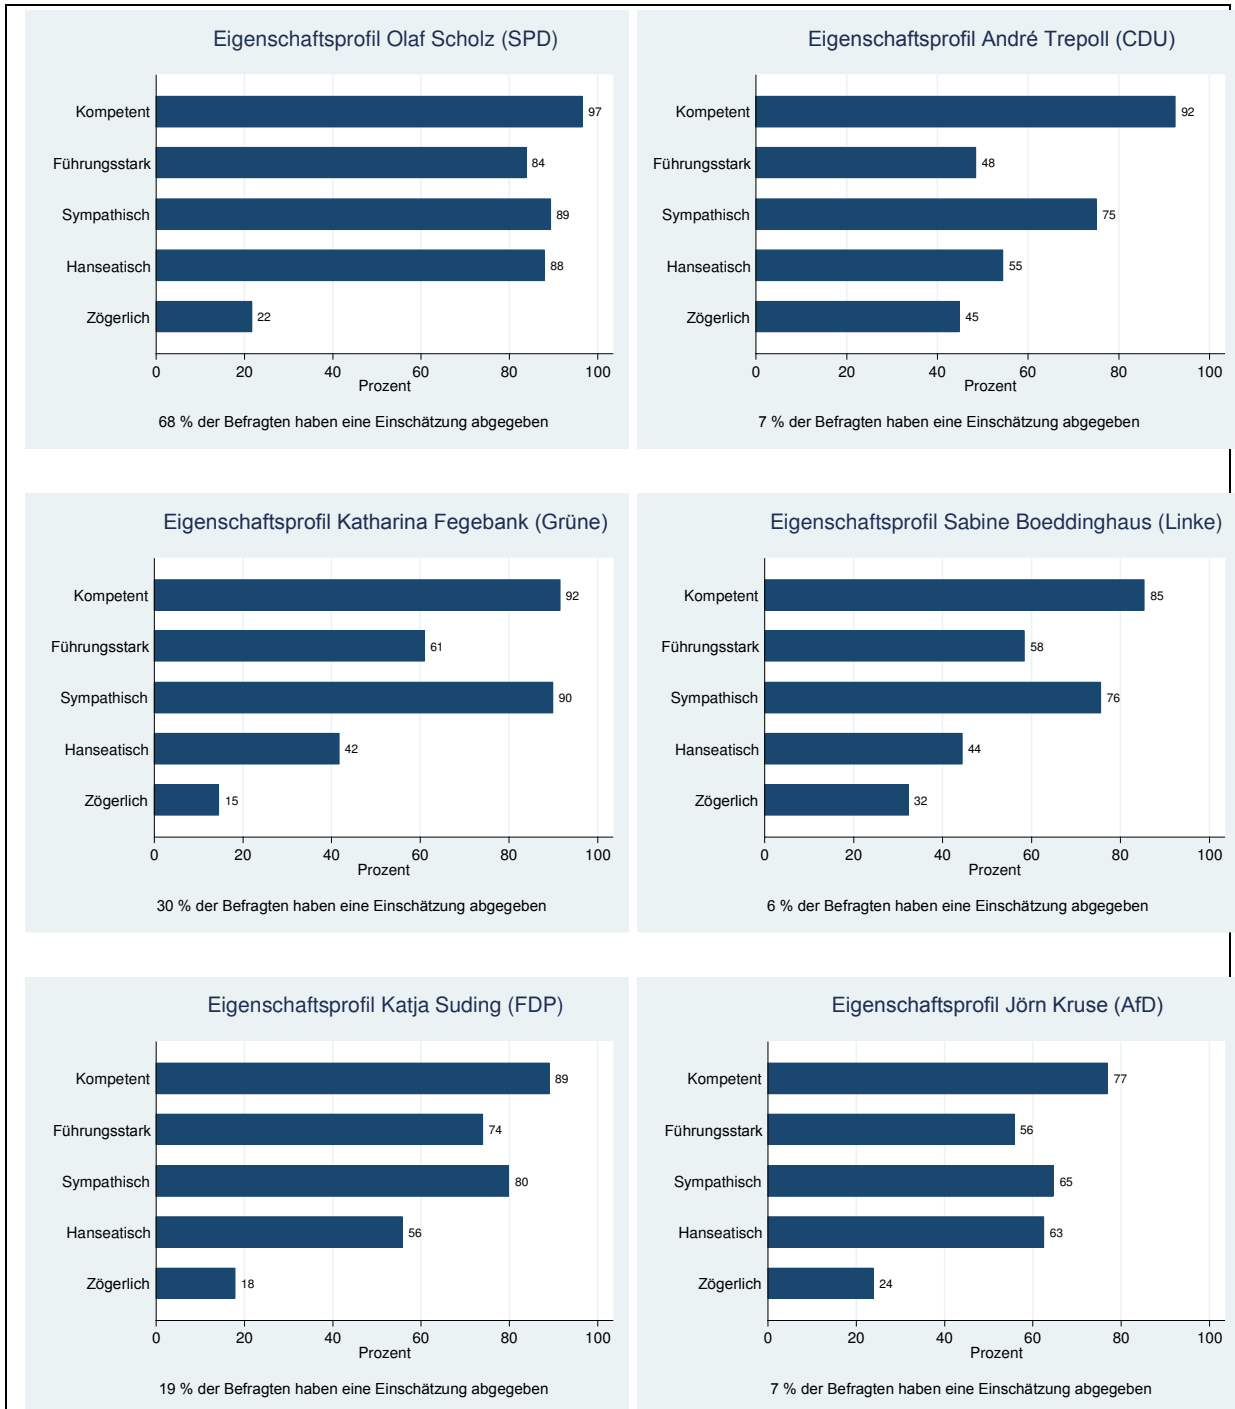 Eigenschaftsprofil Olaf Scholz (SPD)
Kompetent 97
Führungsstark 84
Sympathisch 89
Hanseatisch 88
Zögerlich 22
0 20 40 60 80 100
Prozent
68 % der Befragten haben eine Einschätzung abgegeben
Eigenschaftsprofil André Trepoll (CDU)
Kompetent 92
Führungsstark 48
Sympathisch 75
Hanseatisch 55
Zögerlich 45
0 20 40 60 80 100
Prozent
7 % der Befragten haben eine Einschätzung abgegeben
Eigenschaftsprofil Katharina Fegebank (Grüne)
Kompetent 92
Führungsstark 61
Sympathisch 90
Hanseatisch 42
Zögerlich 15
0 20 40 60 80 100
Prozent
30 % der Befragten haben eine Einschätzung abgegeben
Eigenschaftsprofil Sabine Boeddinghaus (Linke)
Kompetent 85
Führungsstark 58
Sympathisch 76
Hanseatisch 44
Zögerlich 32
0 20 40 60 80 100
Prozent
6 % der Befragten haben eine Einschätzung abgegeben
Eigenschaftsprofil Katja Suding (FDP)
Kompetent 89
Führungsstark 74
Sympathisch 80
Hanseatisch 56
Zögerlich 18
0 20 40 60 80 100
Prozent
19 % der Befragten haben eine Einschätzung abgegeben
Eigenschaftsprofil Jörn Kruse (AfD)
Kompetent 77
Führungsstark 56
Sympathisch 65
Hanseatisch 63
Zögerlich 24
0 20 40 60 80 100
Prozent
7 % der Befragten haben eine Einschätzung abgegeben